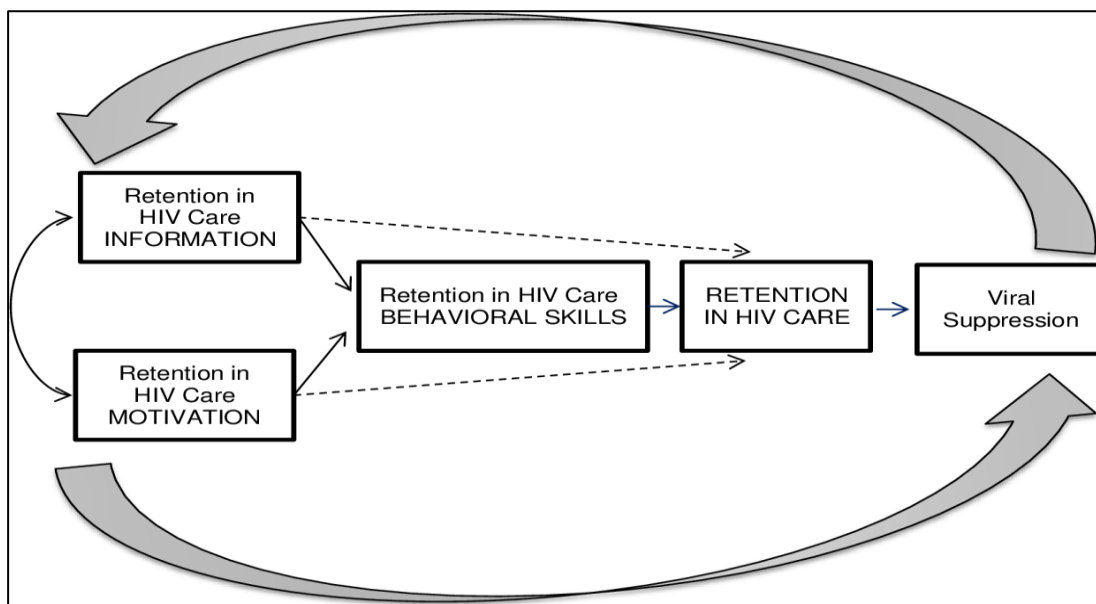 Retention in
HIV Care
INFORMATION
Retention in
HIV Care
MOTIVATION
Retention in HIV Care
BEHAVIORAL SKILLS
RETENTION
IN HIV CARE
Viral
Suppression